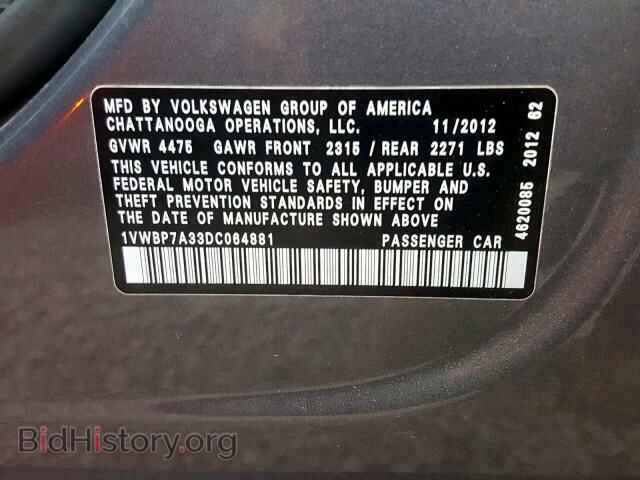 MFD BY VOLKSWAGEN GROUP OF AMERICA
CHATTANOOGA OPERATIONS, LLC. 11/2012
GVWR 4475 GAWR FRONT 2315 / REAR 2271 LBS
THIS VEHICLE CONFORMS TO ALL APPLICABLE U.S.
FEDERAL MOTOR VEHICLE SAFETY, BUMPER AND
THEFT PREVENTION STANDARDS IN EFFECT ON
THE DATE OF MANUFACTURE SHOWN ABOVE
1VWBP7A33DC064881 PASSENGER CAR
4620085 2012 62
BidHistory.org